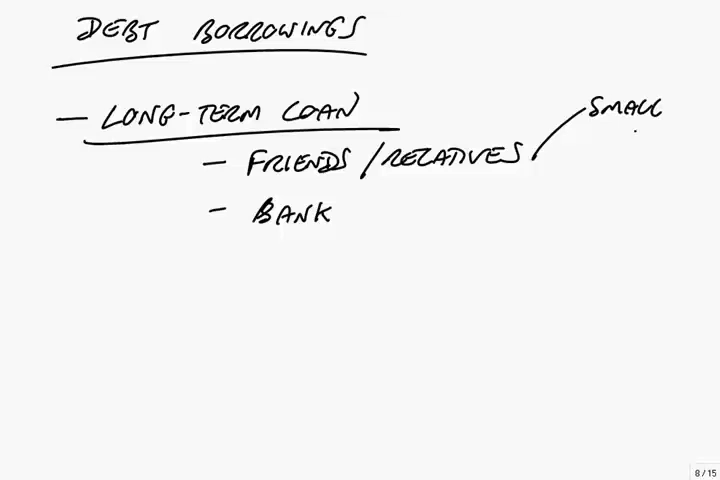 DEBT BORROWINGS
— LONG-TERM LOAN
SMALL
— FRIENDS / RELATIVES
- BANK
8 / 15